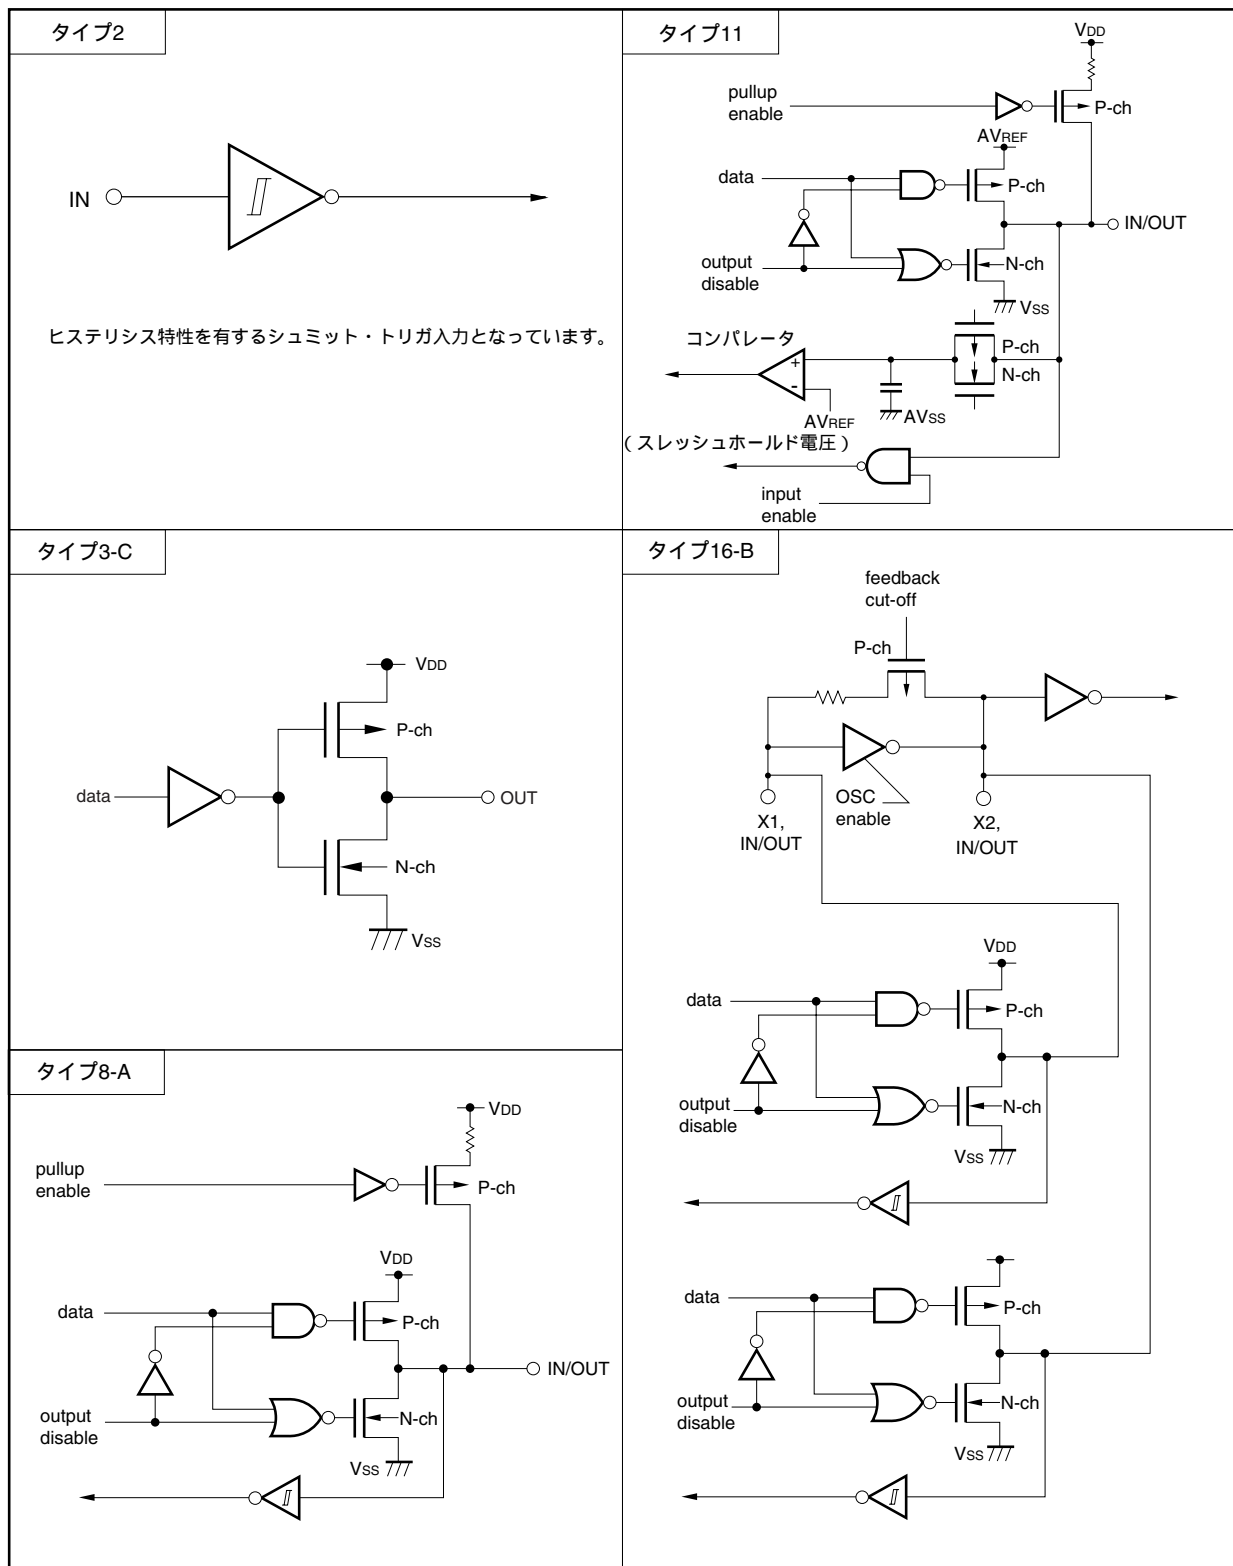 タイプ2
IN
ヒステリシス特性を有するシュミット・トリガ入力となっています。
タイプ11
VDD
pullup
enable
P-ch
AVREF
data
P-ch
IN/OUT
output
disable
N-ch
VSS
コンパレータ
P-ch
N-ch
+
-
AVREF
AVSS
(スレッシュホールド電圧)
input
enable
タイプ3-C
VDD
P-ch
data
OUT
N-ch
VSS
タイプ8-A
VDD
pullup
enable
P-ch
VDD
data
P-ch
IN/OUT
output
disable
N-ch
VSS
タイプ16-B
feedback
cut-off
P-ch
OSC
enable
X1,
IN/OUT
X2,
IN/OUT
VDD
data
P-ch
output
disable
N-ch
VSS
data
P-ch
output
disable
N-ch
VSS